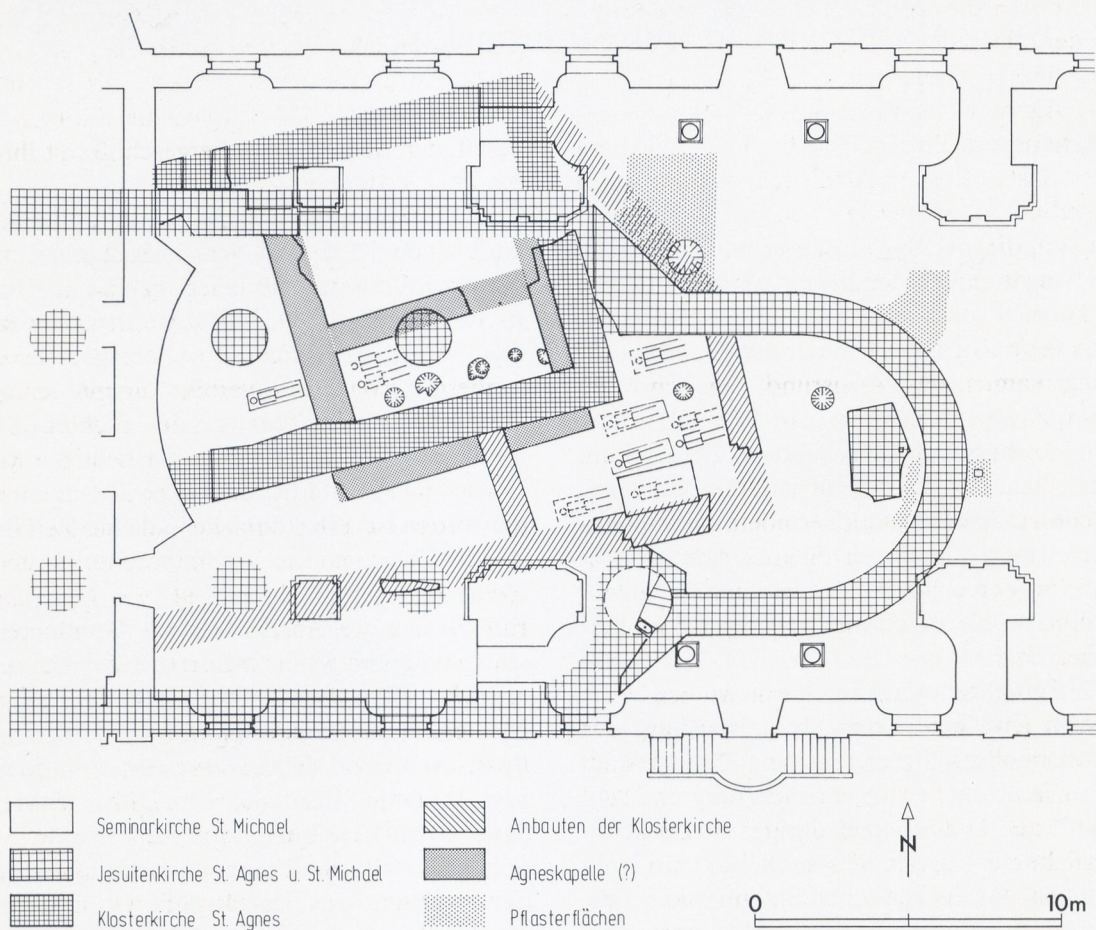 Seminarkirche St. Michael
Jesuitenkirche St. Agnes u. St. Michael
Klosterkirche St. Agnes
Anbauten der Klosterkirche
Agneskapelle (?)
Pflasterflächen
N
0 10m